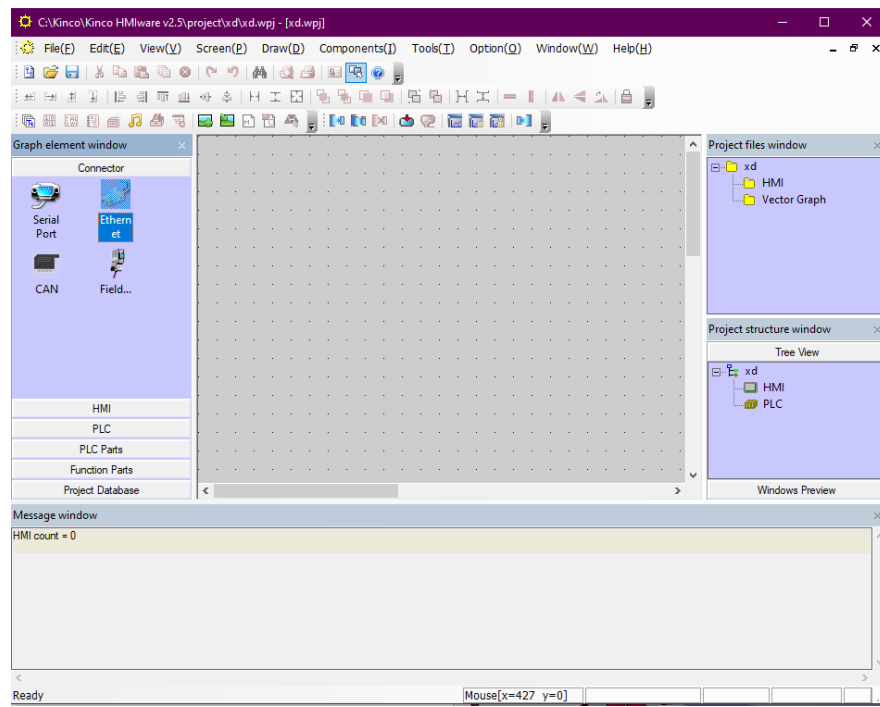 C:\Kinco\Kinco HMIware v2.5\project\xd\xd.wpj - [xd.wpj]
File(F) Edit(E) View(V) Screen(P) Draw(D) Components(I) Tools(T) Option(O) Window(W) Help(H)
Graph element window
Connector
Serial Port
Ethern et
CAN
Field...
HMI
PLC
PLC Parts
Function Parts
Project Database
Project files window
xd
HMI
Vector Graph
Project structure window
Tree View
xd
HMI
PLC
Windows Preview
Message window
HMI count = 0
Ready
Mouse[x=427 y=0]